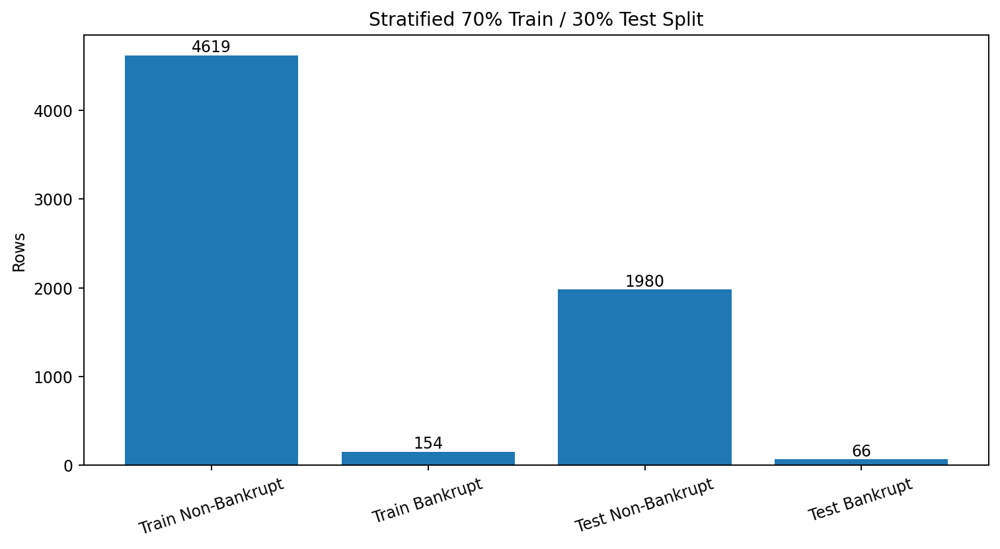 Stratified 70% Train / 30% Test Split
Rows
4000
3000
2000
1000
0
4619
154
1980
66
Train Non-Bankrupt
Train Bankrupt
Test Non-Bankrupt
Test Bankrupt